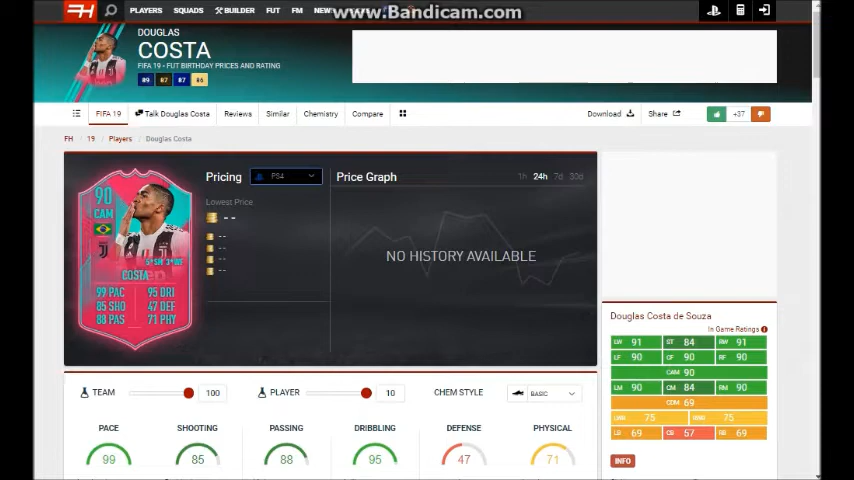 www.Bandicam.com
FH PLAYERS SQUADS BUILDER FUT FM NEWS
DOUGLAS
COSTA
FIFA 19 - FUT BIRTHDAY PRICES AND RATING
89 87 87 86
FIFA 19 Talk Douglas Costa Reviews Similar Chemistry Compare Download Share +37
FH 19 Players Douglas Costa
90
CAM
5* SM 3* WF
COSTA
99 PAC 95 DRI
85 SHO 47 DEF
88 PAS 71 PHY
Pricing PS4
Lowest Price
--
--
--
--
--
Price Graph 1h 24h 7d 30d
NO HISTORY AVAILABLE
Douglas Costa de Souza
In Game Ratings
LW 91 ST 84 RW 91
LF 90 CF 90 RF 90
CAM 90
LM 90 CM 84 RM 90
CDM 69
LWB 75 RWB 75
LB 69 CB 57 RB 69
INFO
TEAM 100 PLAYER 10 CHEM STYLE BASIC
PACE SHOOTING PASSING DRIBBLING DEFENSE PHYSICAL
99 85 88 95 47 71